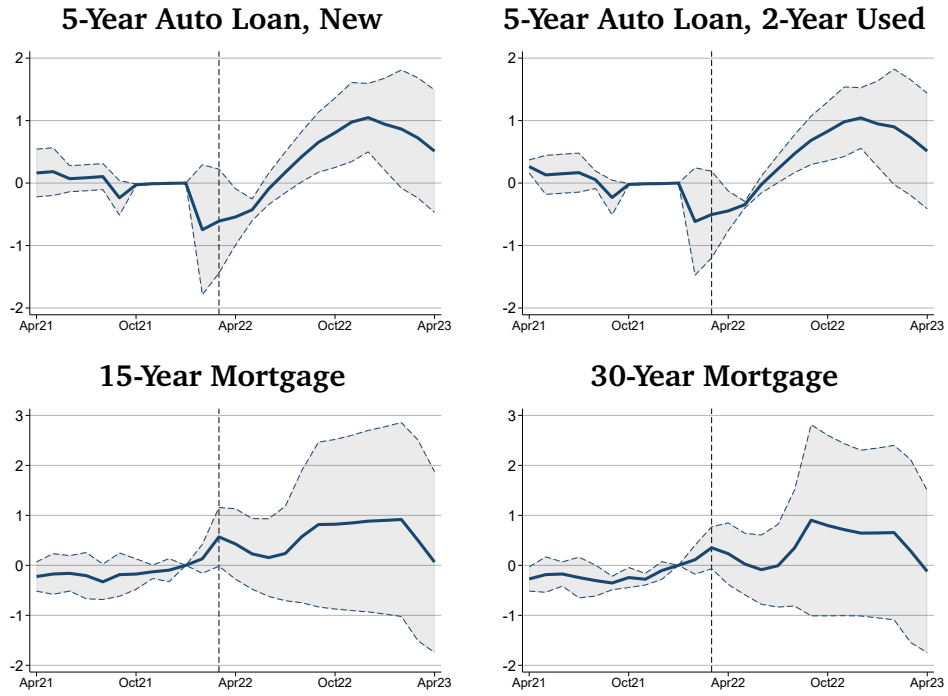 5-Year Auto Loan, New
2
1
0
-1
-2
Apr21 Oct21 Apr22 Oct22 Apr23
5-Year Auto Loan, 2-Year Used
2
1
0
-1
-2
Apr21 Oct21 Apr22 Oct22 Apr23
15-Year Mortgage
3
2
1
0
-1
-2
Apr21 Oct21 Apr22 Oct22 Apr23
30-Year Mortgage
3
2
1
0
-1
-2
Apr21 Oct21 Apr22 Oct22 Apr23